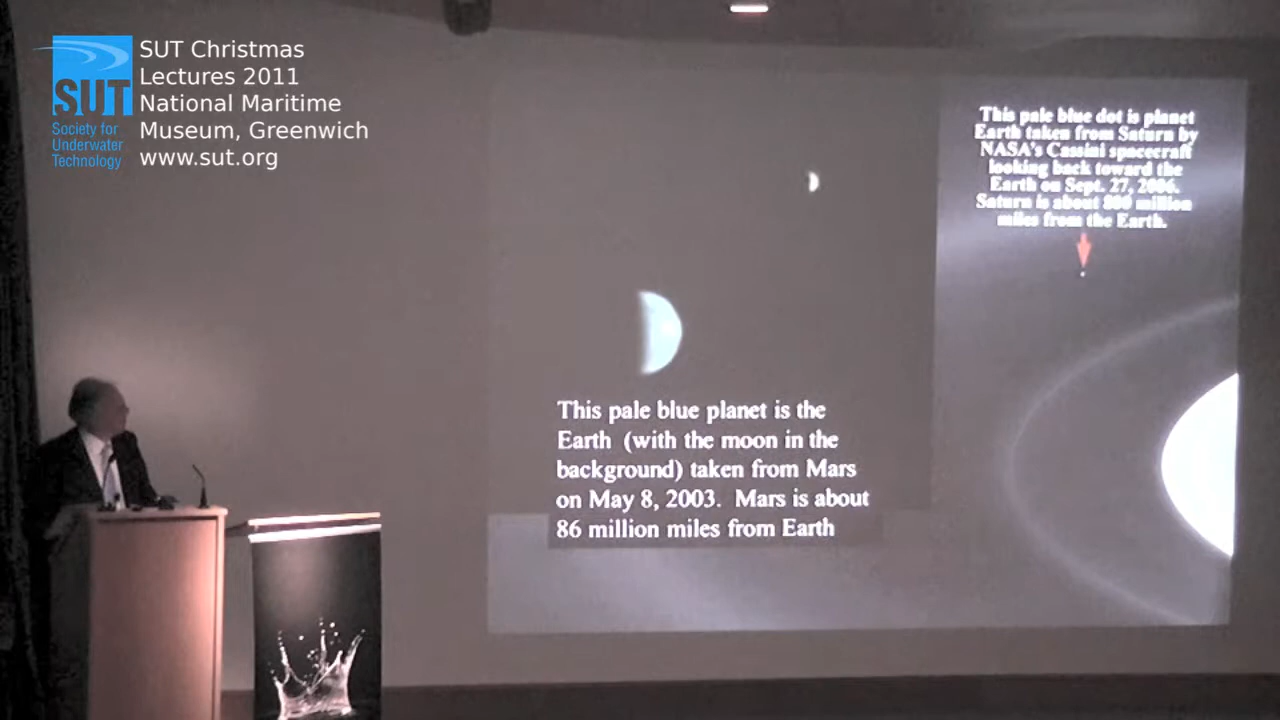 SUT Christmas
Lectures 2011
National Maritime
Museum, Greenwich
www.sut.org
SUT
Society for
Underwater
Technology
This pale blue dot is planet
Earth taken from Saturn by
NASA's Cassini spacecraft
looking back toward the
Earth on Sept. 27, 2006.
Saturn is about 800 million
miles from the Earth.
This pale blue planet is the
Earth (with the moon in the
background) taken from Mars
on May 8, 2003. Mars is about
86 million miles from Earth